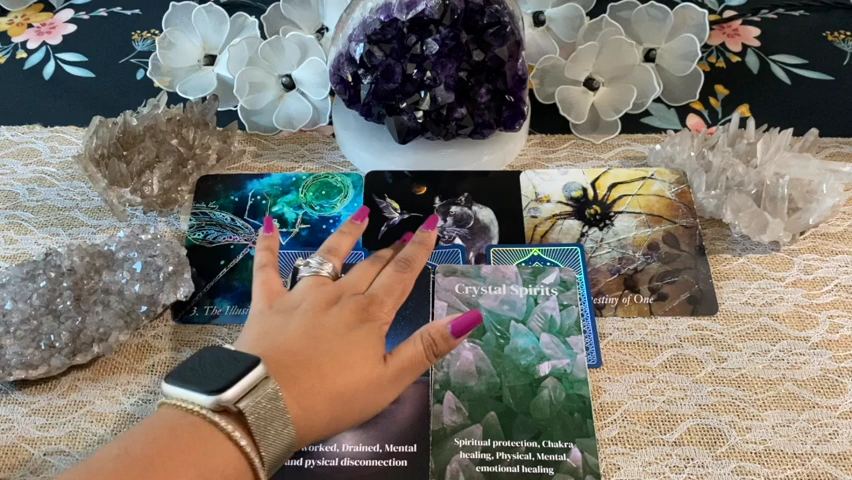 3. The Illusi
estiny of One
Crystal Spirits
worked, Drained, Mental
and pysical disconnection
Spiritual protection, Chakra
healing, Physical, Mental,
emotional healing